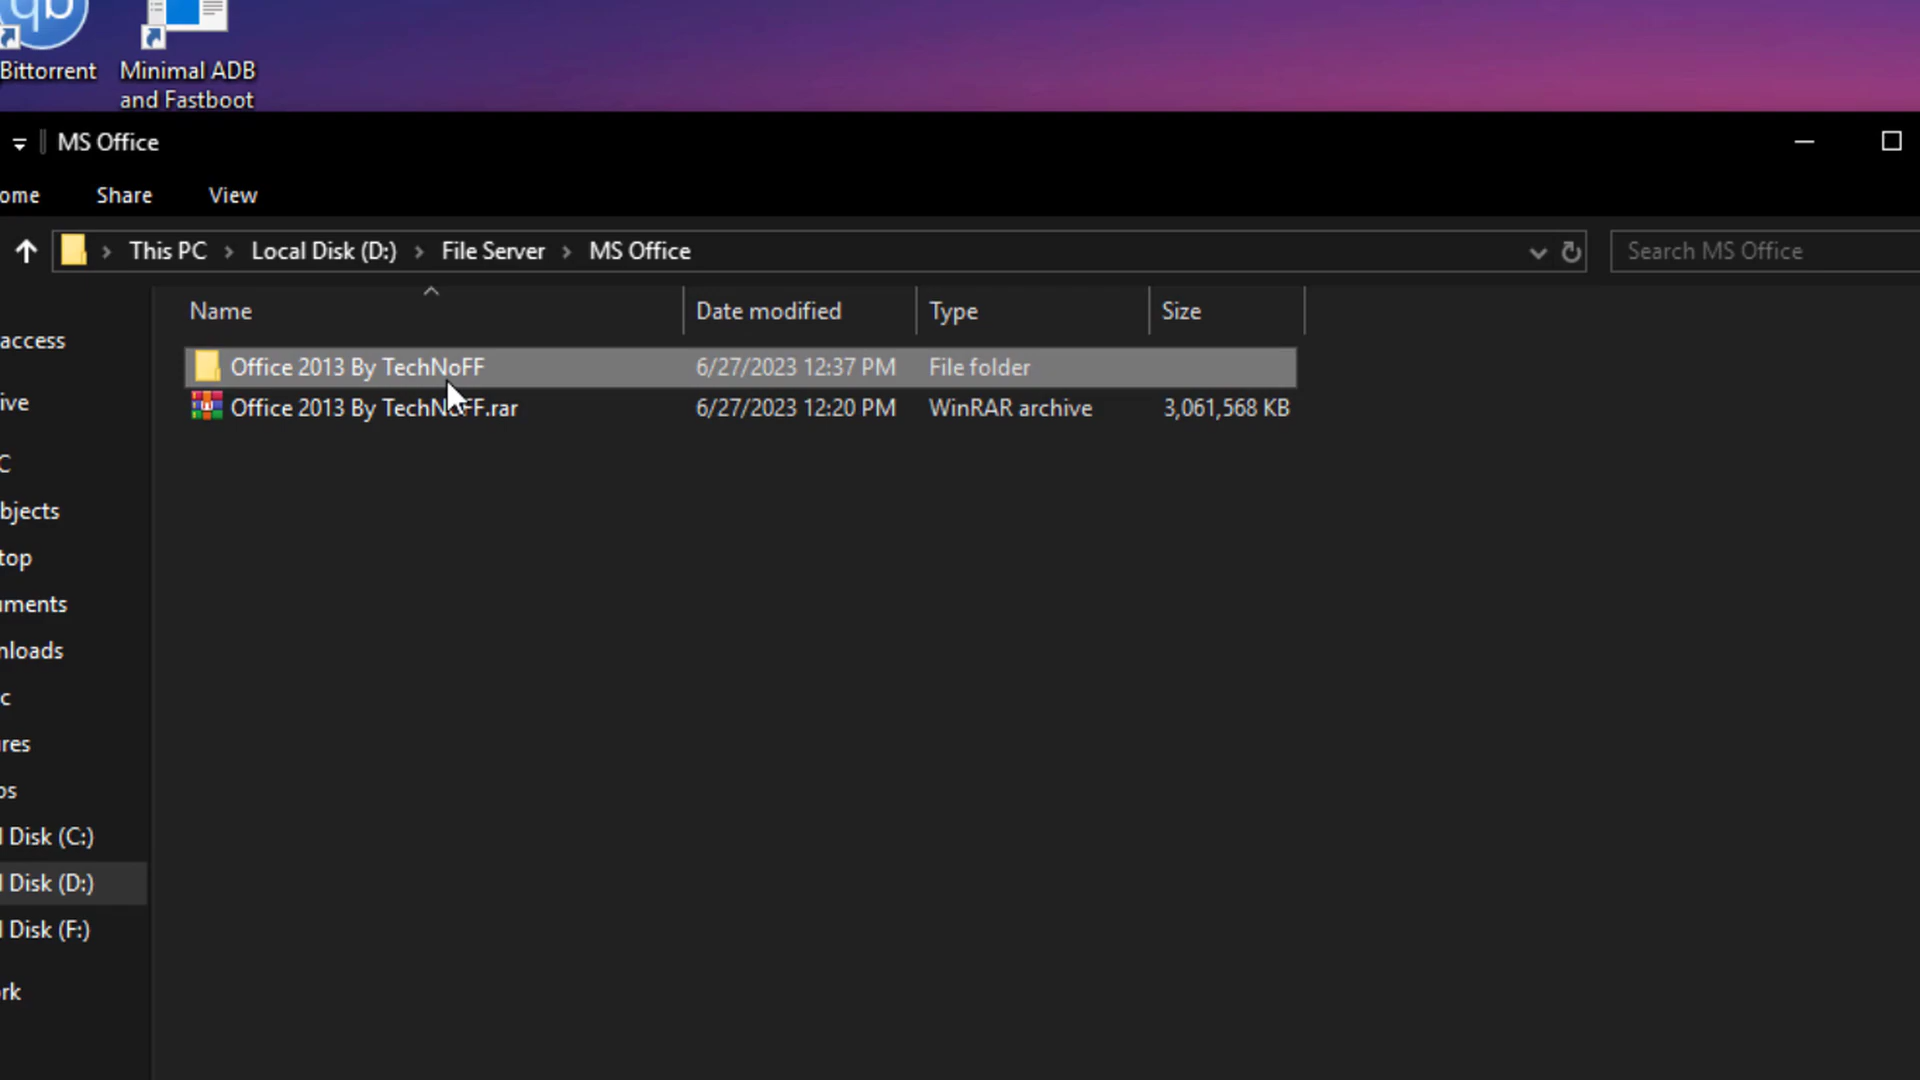 Bittorrent
Minimal ADB
and Fastboot
MS Office
ome Share View
This PC Local Disk (D:) File Server MS Office Search MS Office
Name Date modified Type Size
Office 2013 By TechNoFF 6/27/2023 12:37 PM File folder
Office 2013 By TechNoFF.rar 6/27/2023 12:20 PM WinRAR archive 3,061,568 KB
access
ive
C
bjects
top
uments
nloads
c
res
os
l Disk (C:)
l Disk (D:)
l Disk (F:)
rk